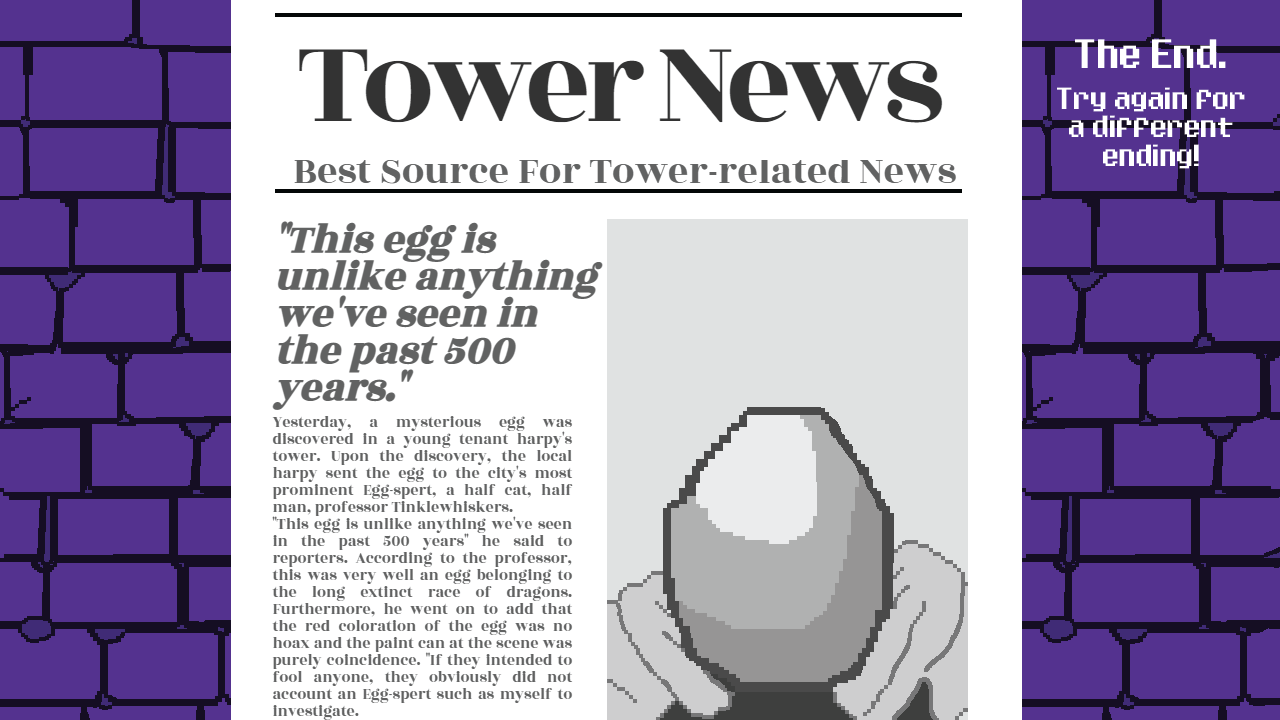 Tower News
Best Source For Tower-related News
"This egg is
unlike anything
we've seen in
the past 500
years."
Yesterday, a mysterious egg was
discovered in a young tenant harpy's
tower. Upon the discovery, the local
harpy sent the egg to the city's most
prominent Egg-spert, a half cat, half
man, professor Tinklewhiskers.
"This egg is unlike anything we've seen
in the past 500 years" he said to
reporters. According to the professor,
this was very well an egg belonging to
the long extinct race of dragons.
Furthermore, he went on to add that
the red coloration of the egg was no
hoax and the paint can at the scene was
purely coincidence. "If they intended to
fool anyone, they obviously did not
account an Egg-spert such as myself to
investigate.
The End.
Try again for
a different
ending!